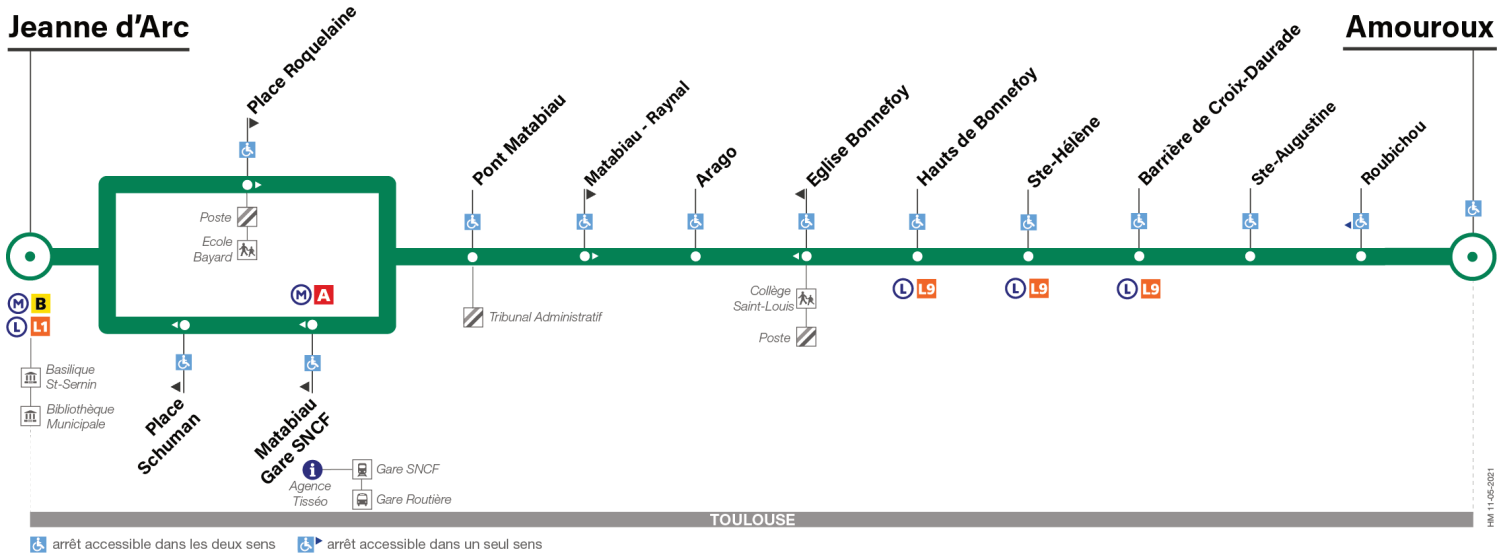 Jeanne d'Arc
Place Roquelaine
Pont Matabiau
Matabiau - Raynal
Arago
Eglise Bonnefoy
Hauts de Bonnefoy
Ste-Hélène
Barrière de Croix-Daurade
Ste-Augustine
Roubichou
Amouroux
Poste
Ecole
Bayard
M A
M B
L L1
L L9
L L9
L L9
Collège
Saint-Louis
Poste
Tribunal Administratif
Basilique
St-Sernin
Bibliothèque
Municipale
Place
Schuman
Matabiau
Gare SNCF
i
Agence
Tisséo
Gare SNCF
Gare Routière
TOULOUSE
HM 11-05-2021
arrêt accessible dans les deux sens
arrêt accessible dans un seul sens